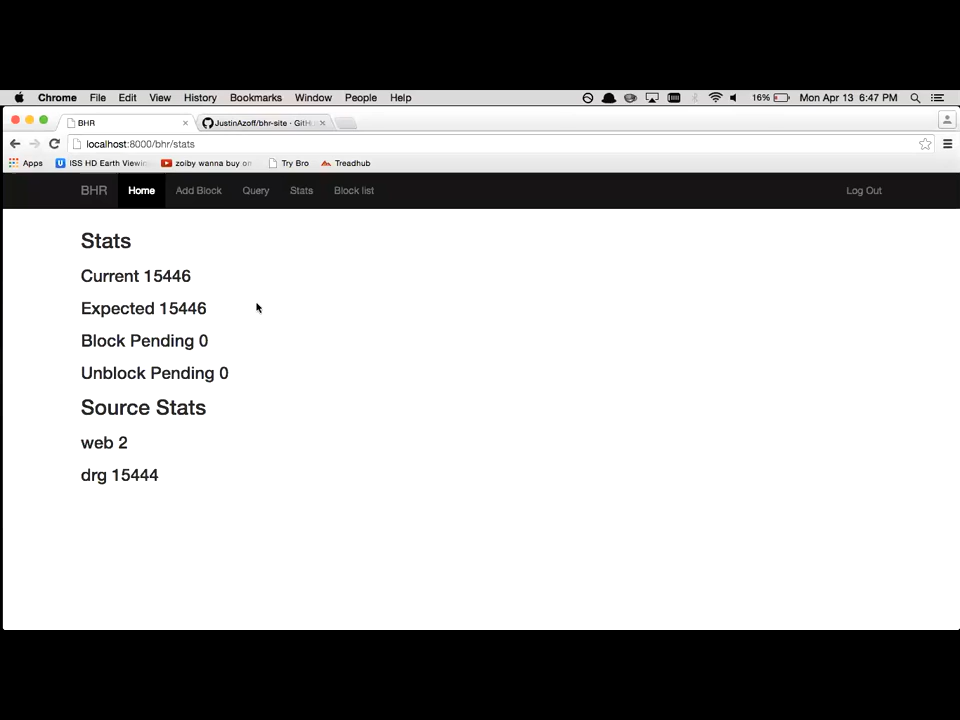 Chrome File Edit View History Bookmarks Window People Help 16% Mon Apr 13 6:47 PM
BHR JustinAzoff/bhr-site · GitHu
localhost:8000/bhr/stats
Apps ISS HD Earth Viewin zoiby wanna buy on Try Bro Treadhub
BHR Home Add Block Query Stats Block list Log Out
Stats
Current 15446
Expected 15446
Block Pending 0
Unblock Pending 0
Source Stats
web 2
drg 15444